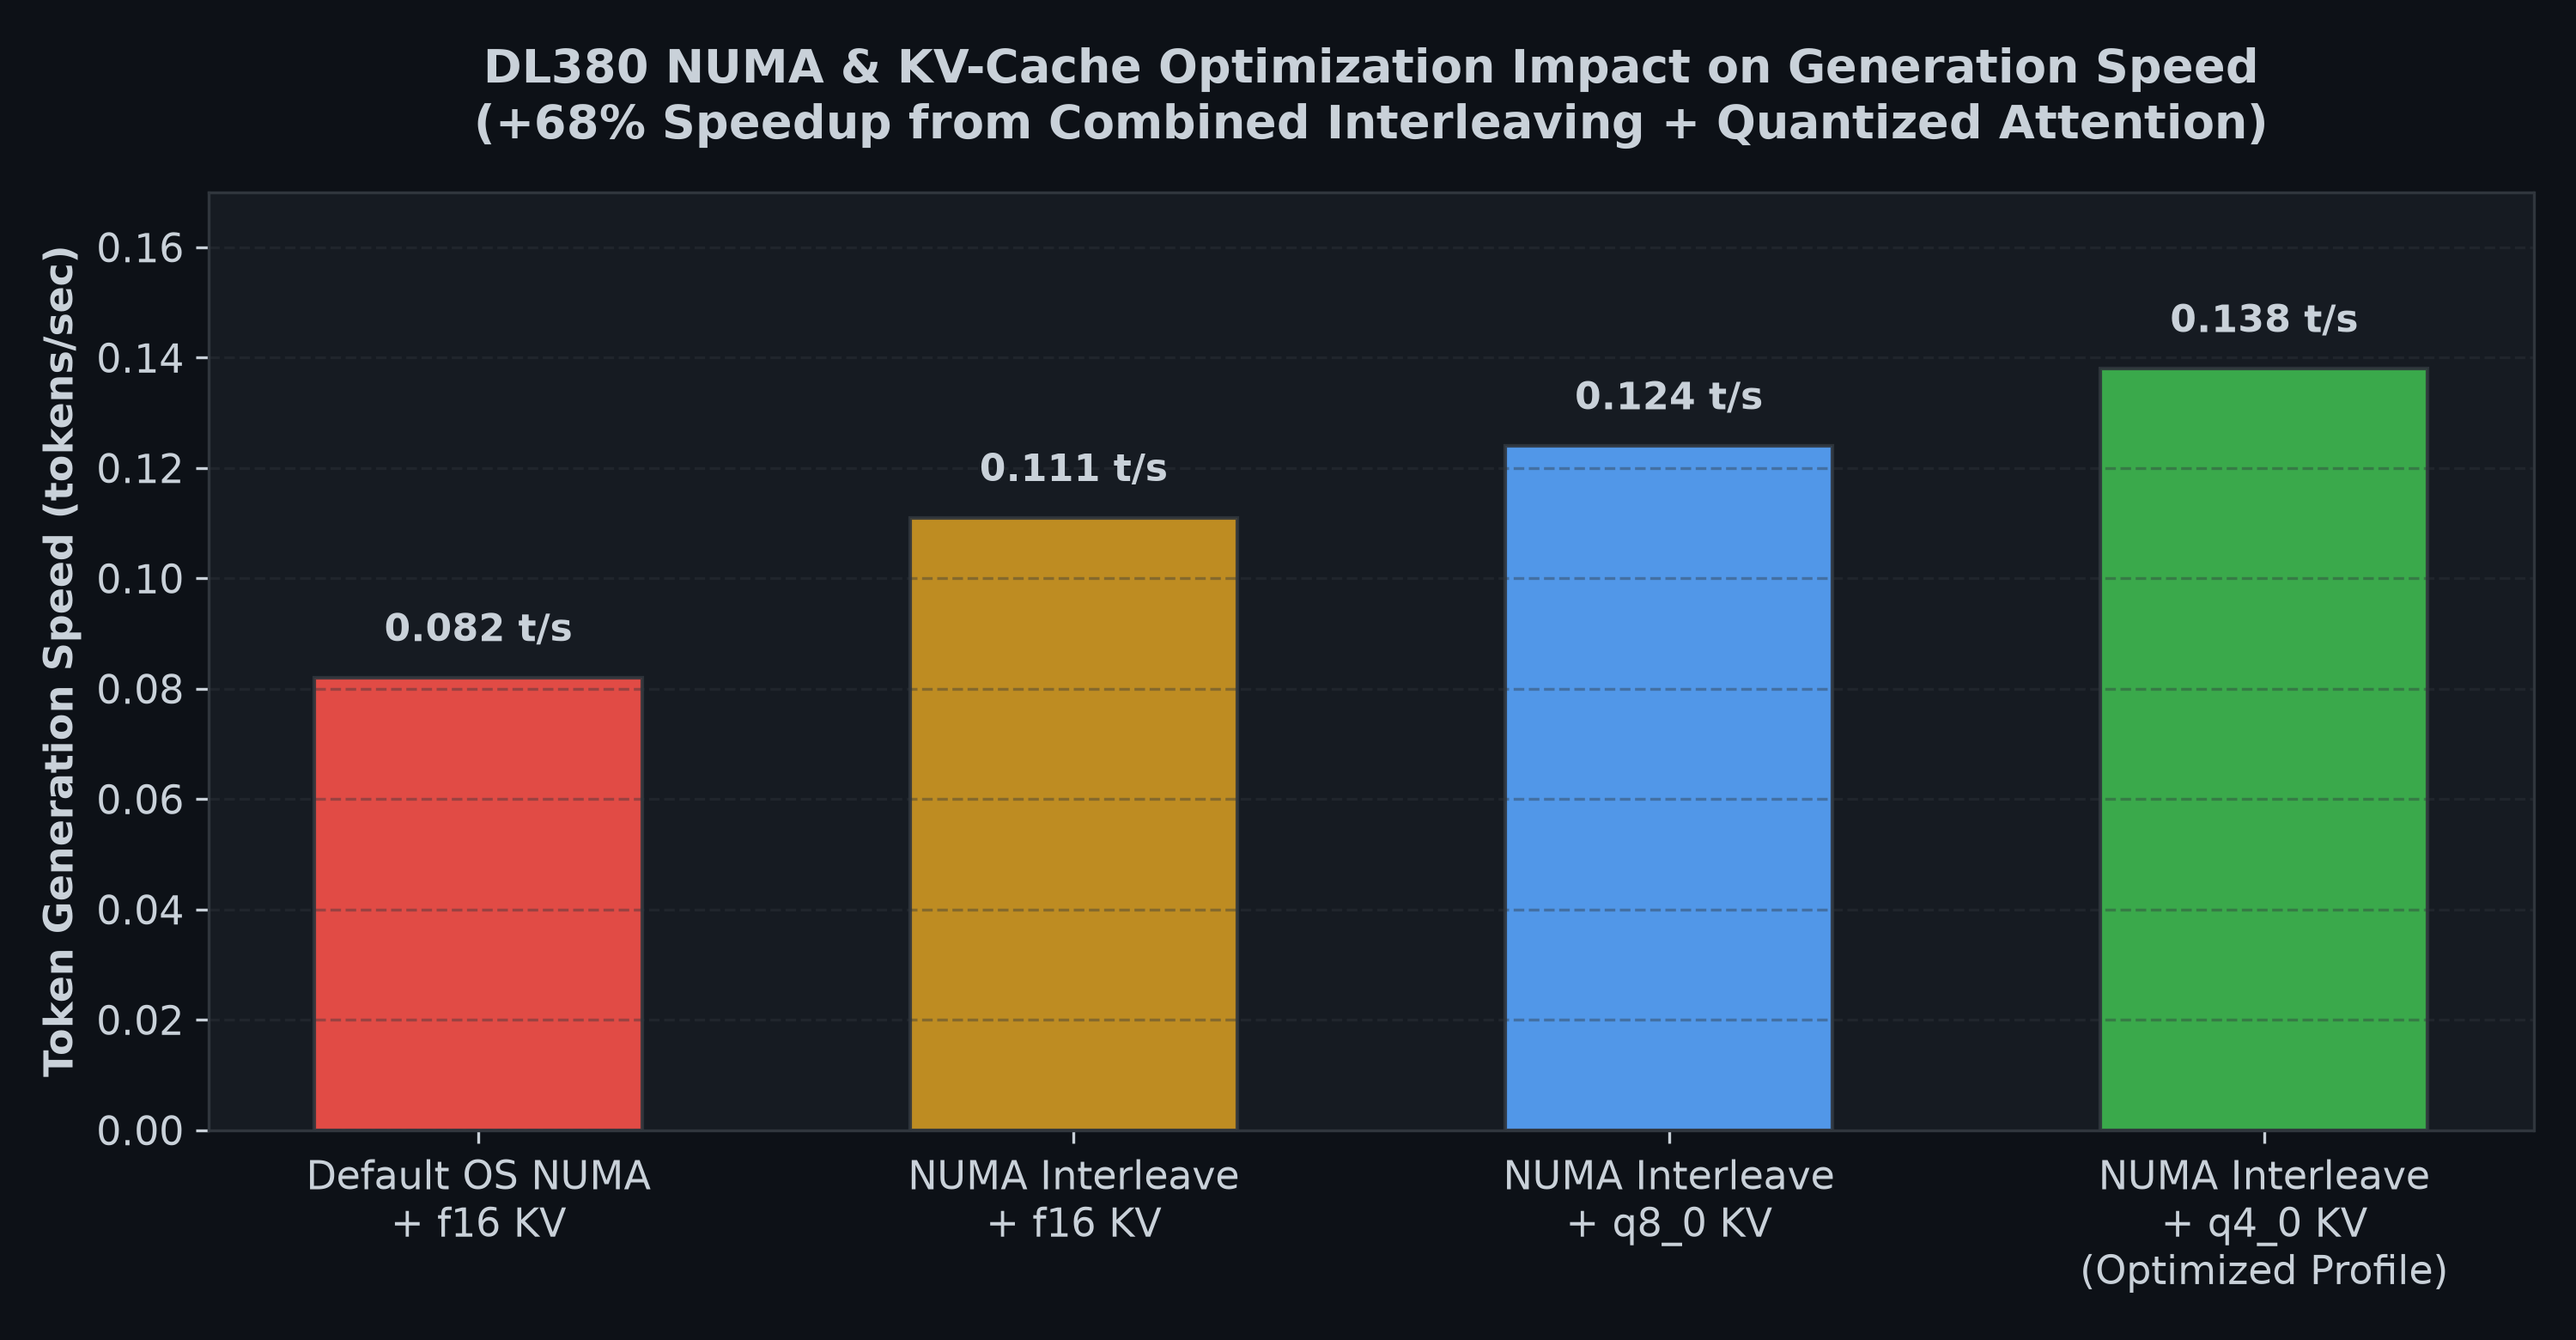 DL380 NUMA & KV-Cache Optimization Impact on Generation Speed
(+68% Speedup from Combined Interleaving + Quantized Attention)
Token Generation Speed (tokens/sec)
0.16
0.14
0.12
0.10
0.08
0.06
0.04
0.02
0.00
0.082 t/s
0.111 t/s
0.124 t/s
0.138 t/s
Default OS NUMA
+ f16 KV
NUMA Interleave
+ f16 KV
NUMA Interleave
+ q8_0 KV
NUMA Interleave
+ q4_0 KV
(Optimized Profile)